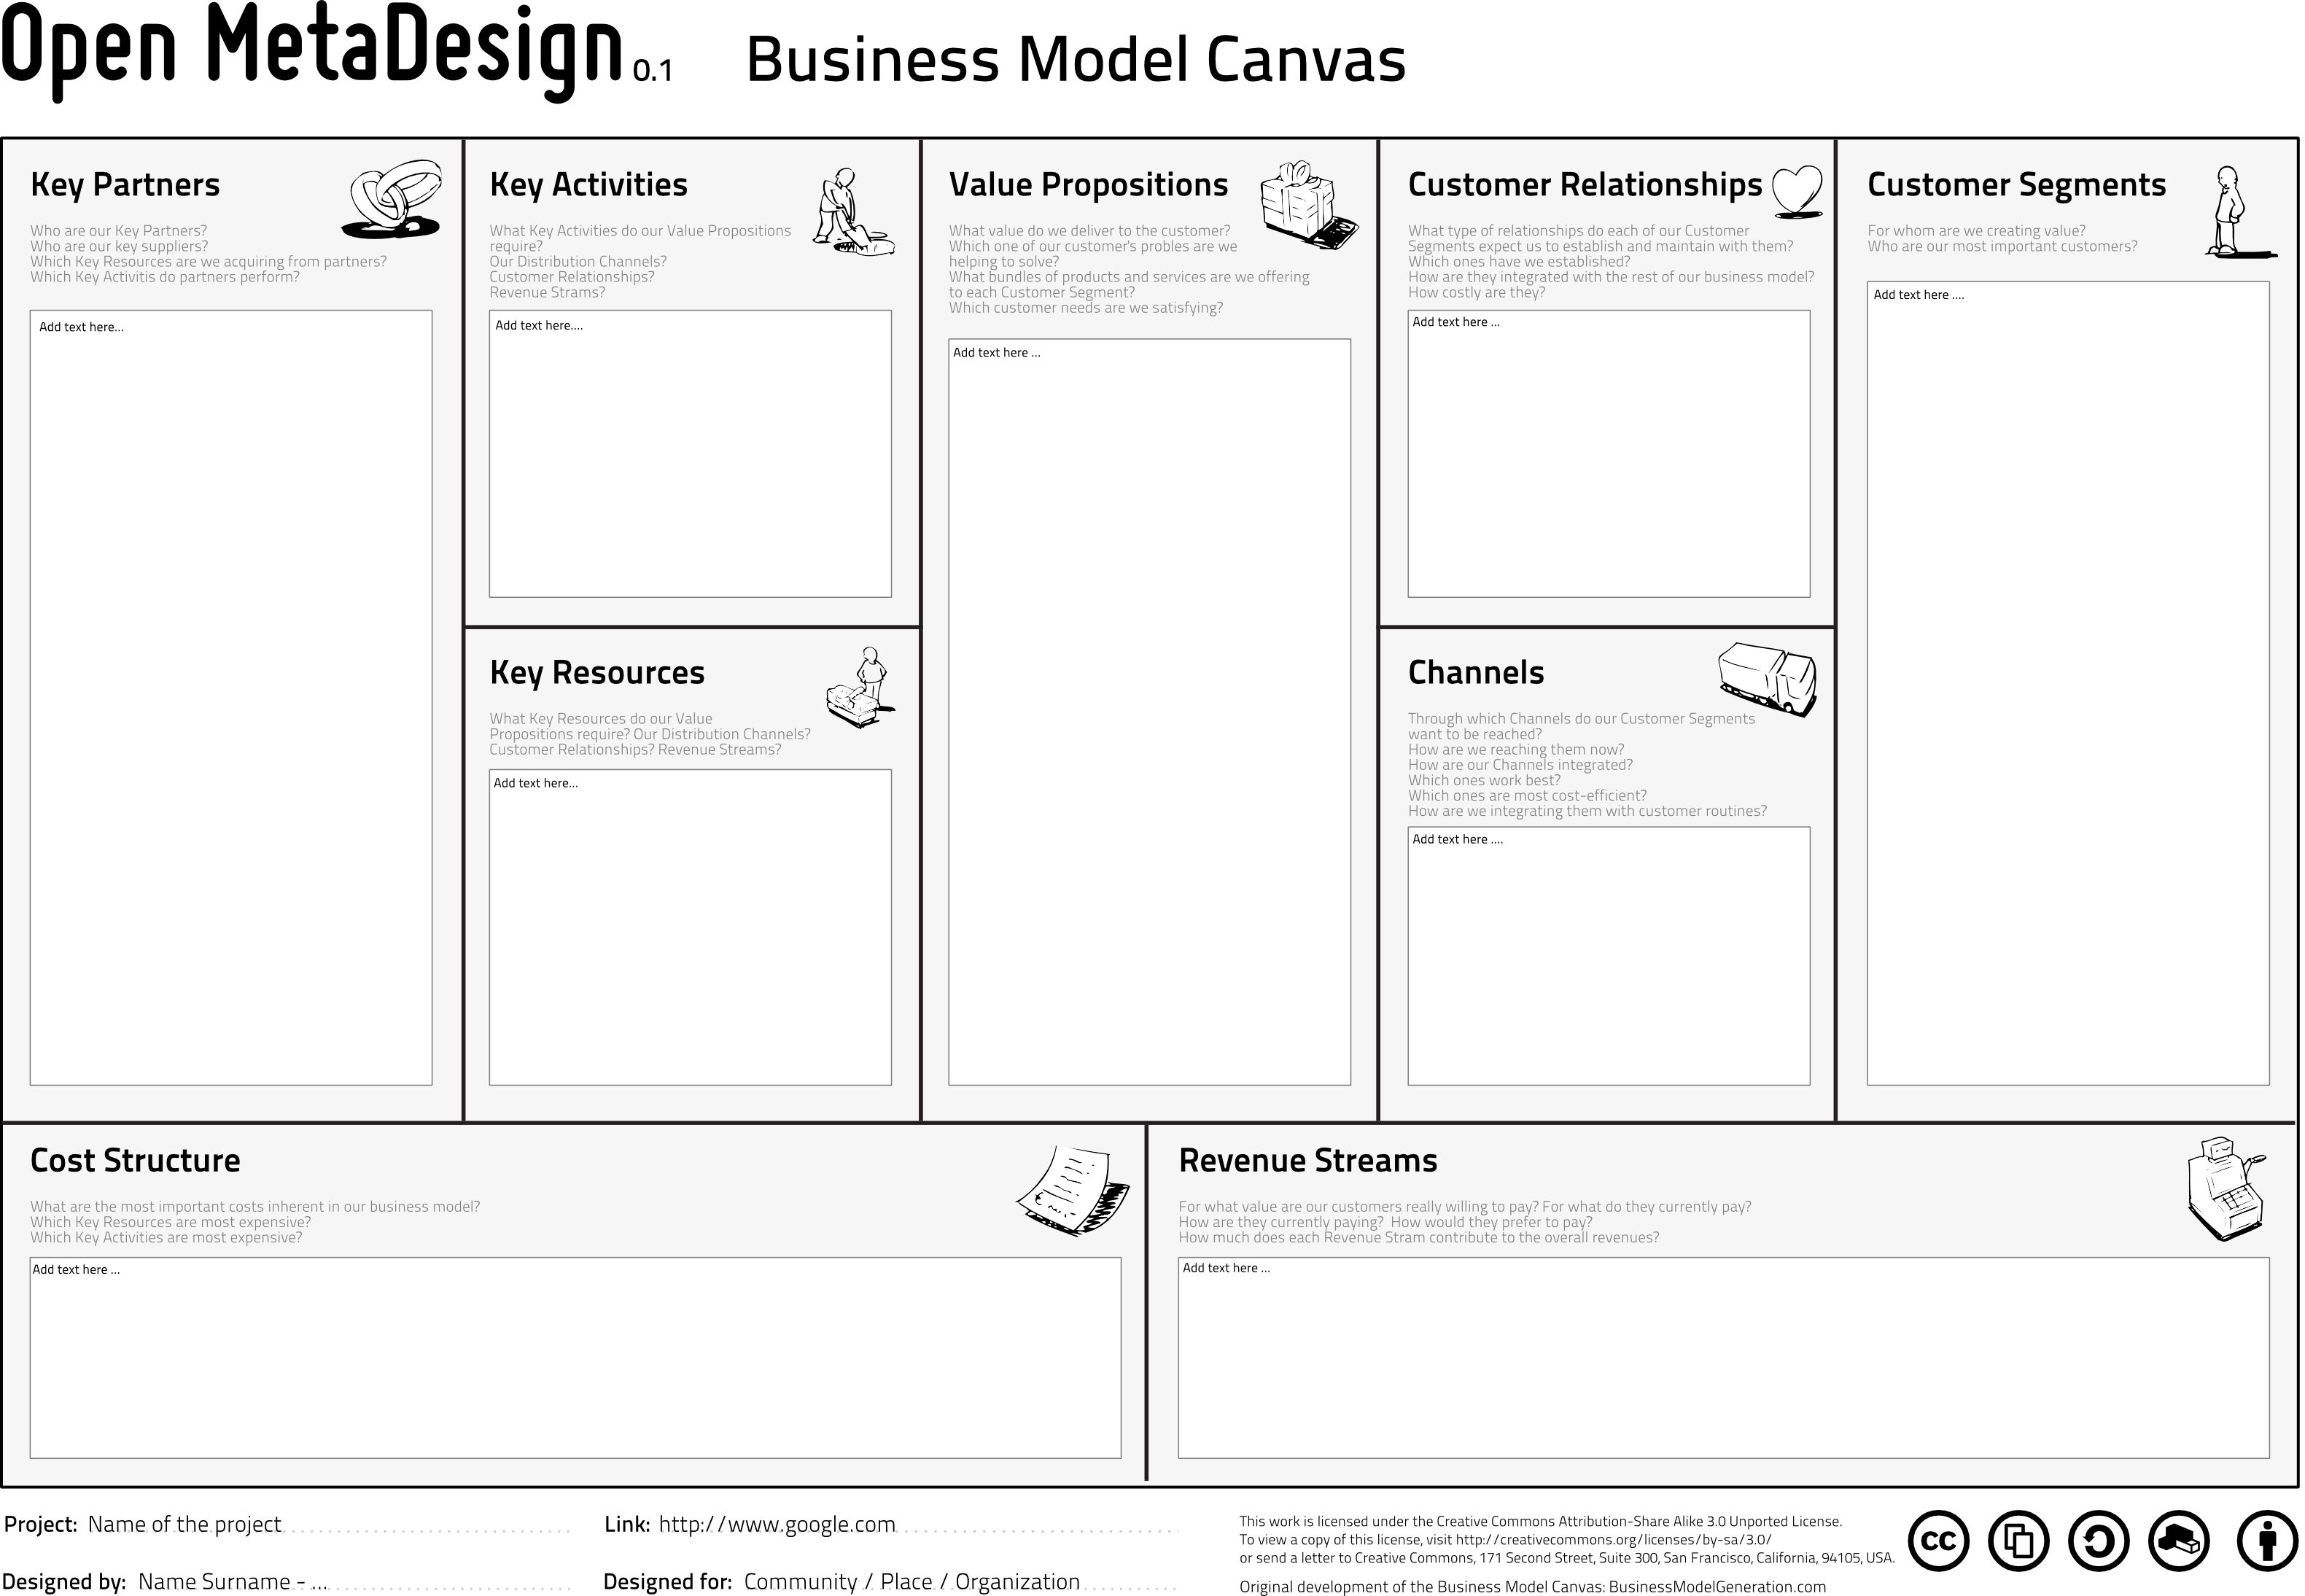 Open MetaDesign 0.1 Business Model Canvas
Key Partners
Who are our Key Partners?
Who are our key suppliers?
Which Key Resources are we acquiring from partners?
Which Key Activitis do partners perform?
Add text here...
Key Activities
What Key Activities do our Value Propositions
require?
Our Distribution Channels?
Customer Relationships?
Revenue Strams?
Add text here....
Key Resources
What Key Resources do our Value
Propositions require? Our Distribution Channels?
Customer Relationships? Revenue Streams?
Add text here...
Value Propositions
What value do we deliver to the customer?
Which one of our customer's probles are we
helping to solve?
What bundles of products and services are we offering
to each Customer Segment?
Which customer needs are we satisfying?
Add text here ...
Customer Relationships
What type of relationships do each of our Customer
Segments expect us to establish and maintain with them?
Which ones have we established?
How are they integrated with the rest of our business model?
How costly are they?
Add text here ...
Channels
Through which Channels do our Customer Segments
want to be reached?
How are we reaching them now?
How are our Channels integrated?
Which ones work best?
Which ones are most cost-efficient?
How are we integrating them with customer routines?
Add text here ....
Customer Segments
For whom are we creating value?
Who are our most important customers?
Add text here ....
Cost Structure
What are the most important costs inherent in our business model?
Which Key Resources are most expensive?
Which Key Activities are most expensive?
Add text here ...
Revenue Streams
For what value are our customers really willing to pay? For what do they currently pay?
How are they currently paying? How would they prefer to pay?
How much does each Revenue Stram contribute to the overall revenues?
Add text here ...
Project: Name of the project
Link: http://www.google.com
Designed by: Name Surname - ...
Designed for: Community / Place / Organization
This work is licensed under the Creative Commons Attribution-Share Alike 3.0 Unported License.
To view a copy of this license, visit http://creativecommons.org/licenses/by-sa/3.0/
or send a letter to Creative Commons, 171 Second Street, Suite 300, San Francisco, California, 94105, USA.
Original development of the Business Model Canvas: BusinessModelGeneration.com
cc